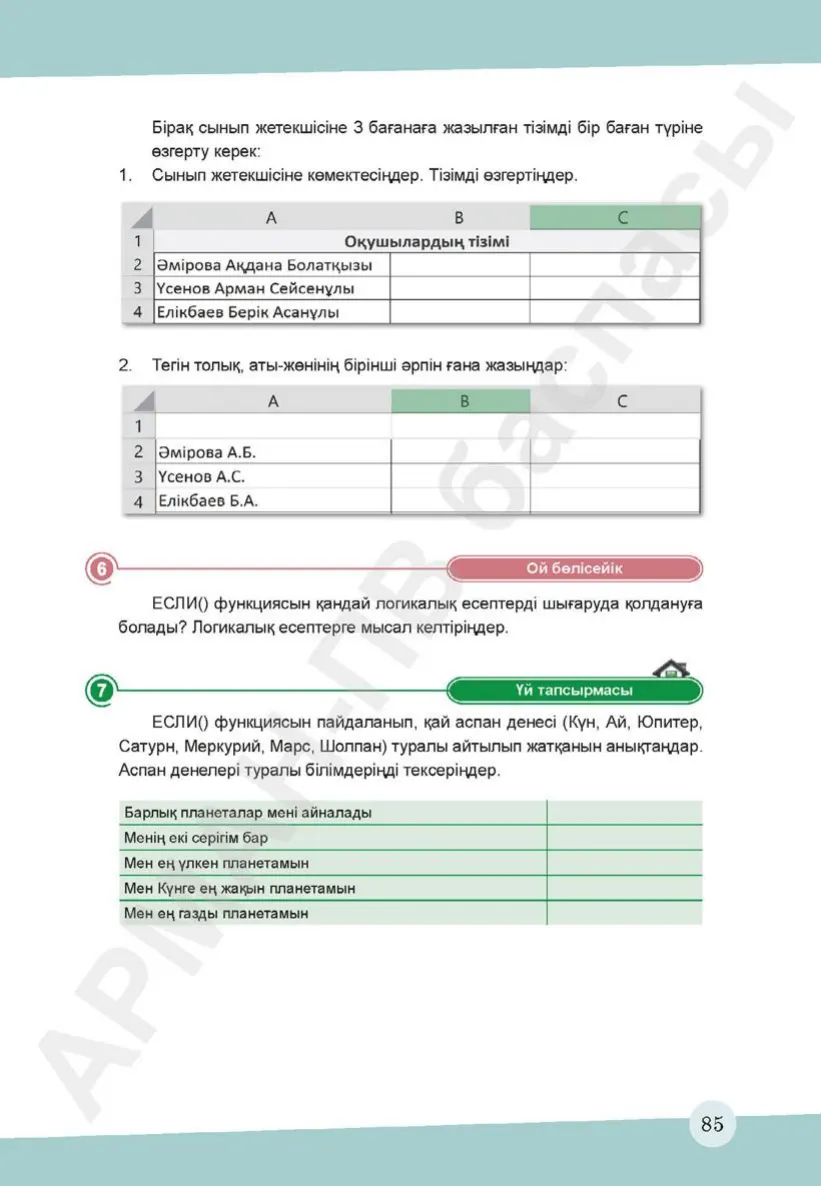 Бірақ сынып жетекшісіне 3 бағанаға жазылған тізімді бір баған түріне
өзгерту керек:
1. Сынып жетекшісіне көмектесіңдер. Тізімді өзгертіңдер.
A B C
1 Оқушылардың тізімі
2 Әмірова Ақдана Болатқызы
3 Үсенов Арман Сейсенұлы
4 Елікбаев Берік Асанұлы
2. Тегін толық, аты-жөнінің бірінші әрпін ғана жазыңдар:
A B C
1
2 Әмірова А.Б.
3 Үсенов А.С.
4 Елікбаев Б.А.
6 Ой бөлісейік
ЕСЛИ() функциясын қандай логикалық есептерді шығаруда қолдануға
болады? Логикалық есептерге мысал келтіріңдер.
7 Үй тапсырмасы
ЕСЛИ() функциясын пайдаланып, қай аспан денесі (Күн, Ай, Юпитер,
Сатурн, Меркурий, Марс, Шолпан) туралы айтылып жатқанын анықтаңдар.
Аспан денелері туралы білімдеріңді тексеріңдер.
Барлық планеталар мені айналады
Менің екі серігім бар
Мен ең үлкен планетамын
Мен Күнге ең жақын планетамын
Мен ең газды планетамын
85
АРМАН-ПВ баспасы